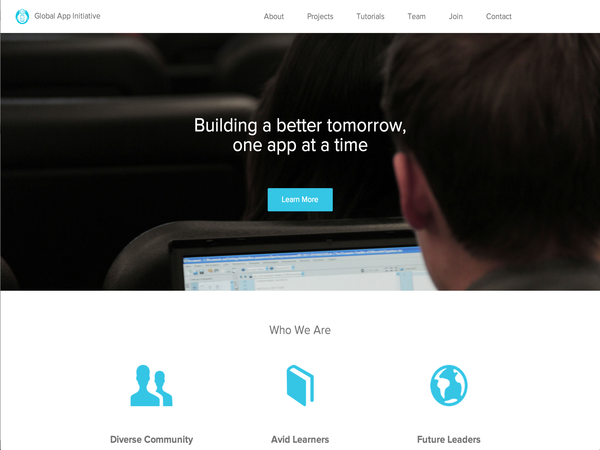 Global App Initiative
About Projects Tutorials Team Join Contact
Building a better tomorrow,
one app at a time
Learn More
Who We Are
Diverse Community Avid Learners Future Leaders